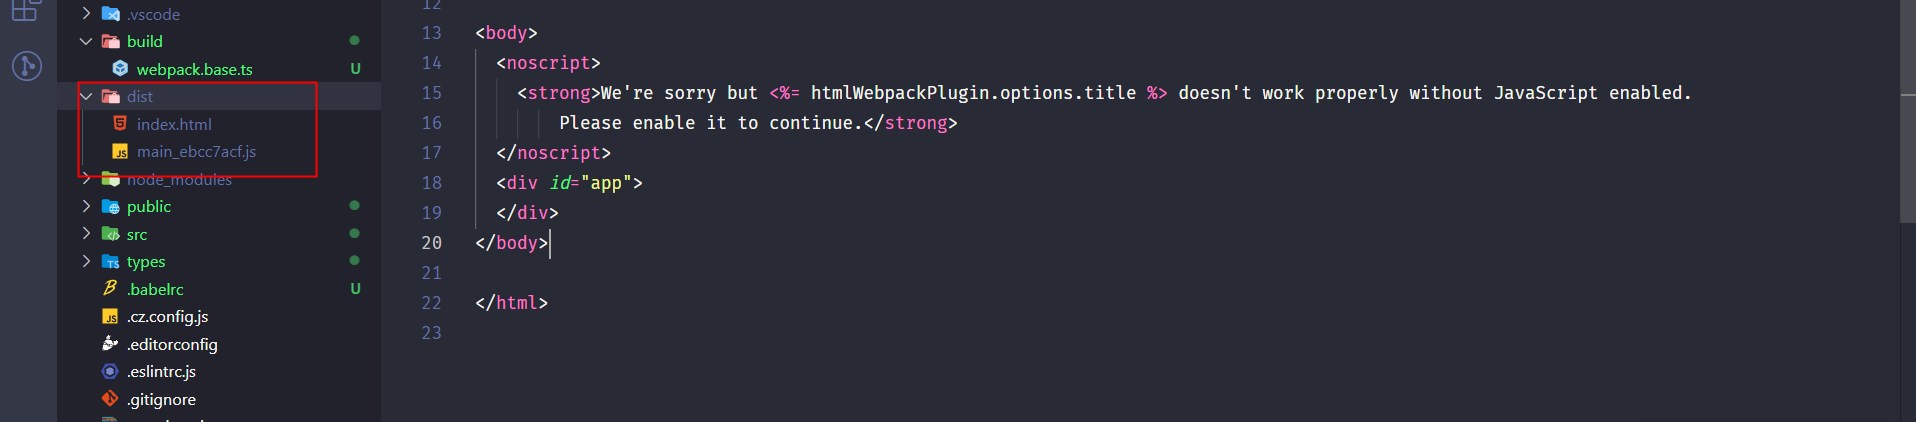 .vscode
build
webpack.base.ts U
dist
index.html
main_ebcc7acf.js
node_modules
public
src
types
.babelrc U
.cz.config.js
.editorconfig
.eslintrc.js
.gitignore
12
13 <body>
14 <noscript>
15 <strong>We're sorry but <%= htmlWebpackPlugin.options.title %> doesn't work properly without JavaScript enabled.
16 Please enable it to continue.</strong>
17 </noscript>
18 <div id="app">
19 </div>
20 </body>
21
22 </html>
23